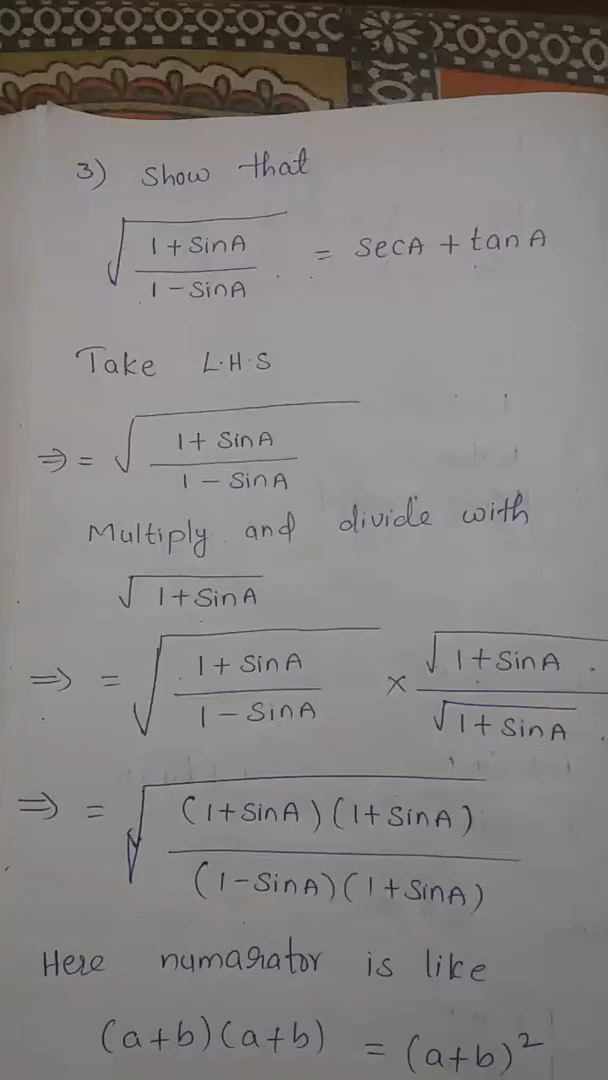 3) Show that
√(1 + SinA / 1 - SinA) = secA + tan A
Take L.H.S
⇒ = √(1 + SinA / 1 - SinA)
Multiply and divide with
√1+SinA
⇒ = √(1 + SinA / 1 - SinA) × √1+SinA / √1+SinA
⇒ = √((1+SinA)(1+SinA) / (1-SinA)(1+SinA))
Here numarator is like
(a+b)(a+b) = (a+b)²